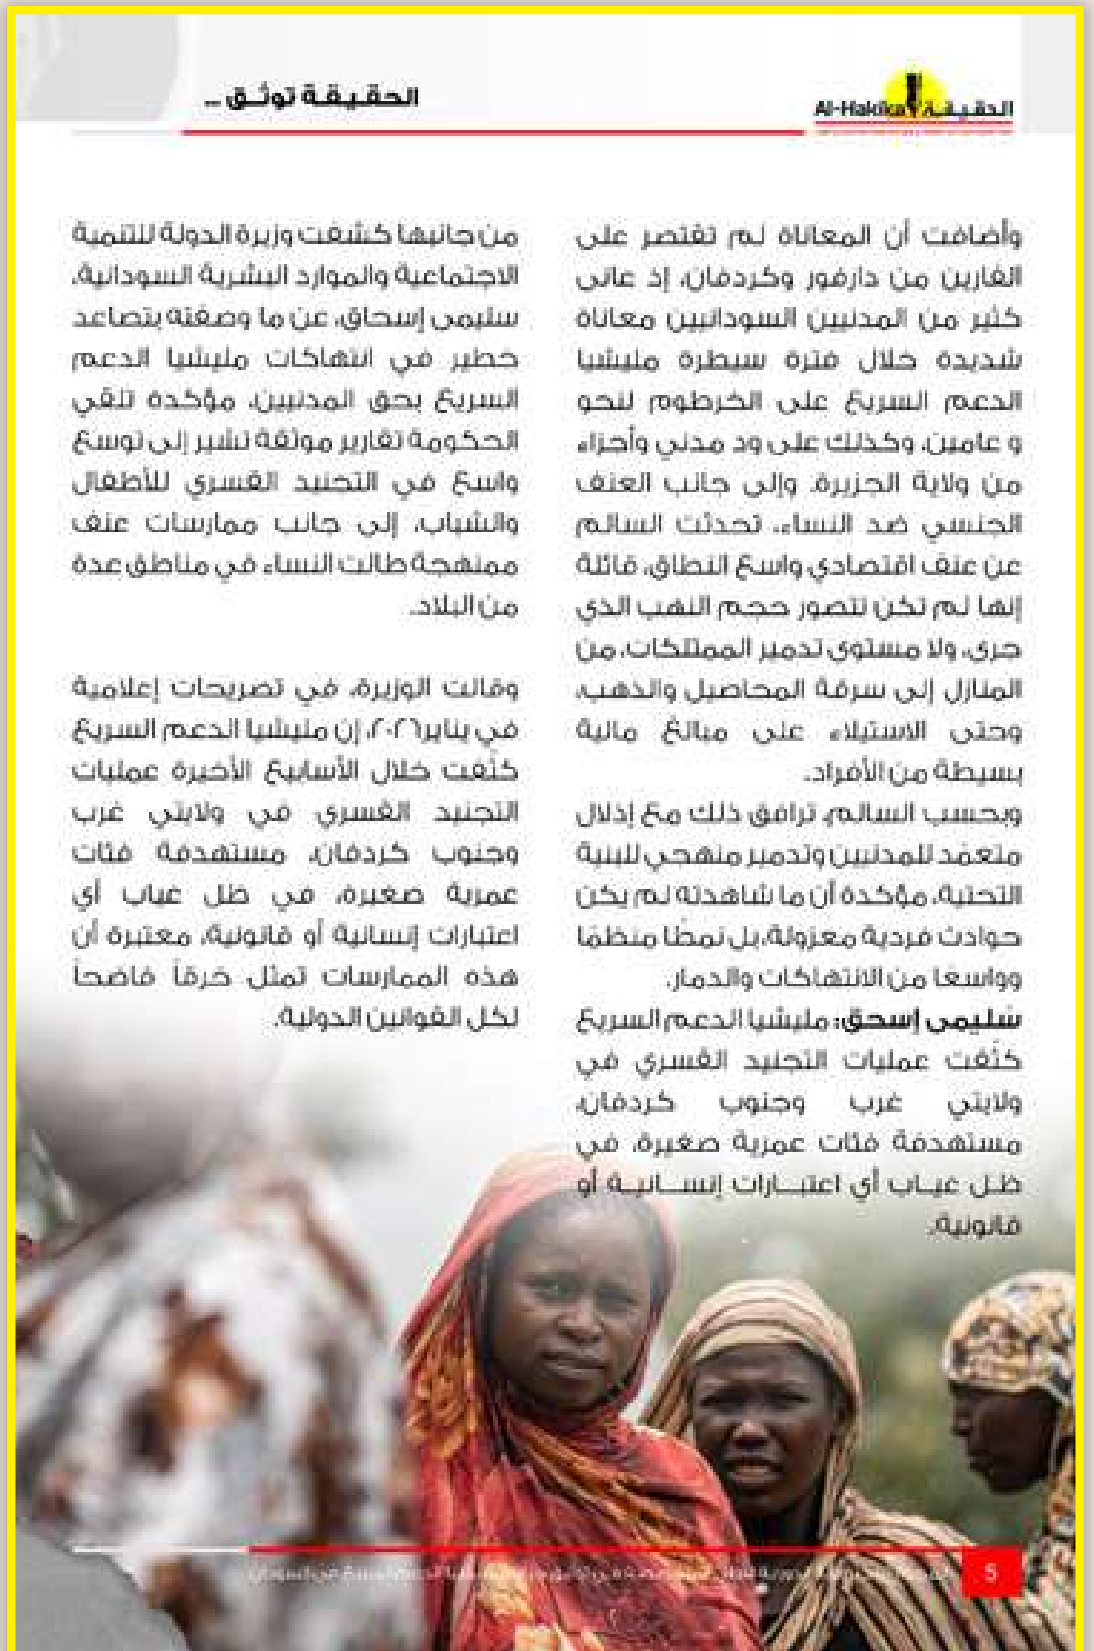 الحقيقة توثق ...
الحقيقة Al-Hakika
وأضافت أن المعاناة لم تقتصر على
الفارين من دارفور وكردفان، إذ عانى
كثير من المدنيين السودانيين معاناة
شديدة خلال فترة سيطرة مليشيا
الدعم السريع على الخرطوم لنحو
و عامين، وكذلك على ود مدني وأجزاء
من ولاية الجزيرة. وإلى جانب العنف
الجنسي ضد النساء، تحدثت السالم
عن عنف اقتصادي واسع النطاق، قائلة
إنها لم تكن تتصور حجم النهب الذي
جرى، ولا مستوى تدمير الممتلكات، من
المنازل إلى سرقة المحاصيل والذهب،
وحتى الاستيلاء على مبالغ مالية
بسيطة من الأفراد.
وبحسب السالم، ترافق ذلك مع إذلال
متعمّد للمدنيين وتدمير منهجي للبنية
التحتية، مؤكدة أن ما شاهدته لم يكن
حوادث فردية معزولة، بل نمطًا منظمًا
وواسعًا من الانتهاكات والدمار.
سُليمى إسحق: مليشيا الدعم السريع
كثّفت عمليات التجنيد القسري في
ولايتي غرب وجنوب كردفان،
مستهدفة فئات عمرية صغيرة، في
ظل غياب أي اعتبارات إنسانية أو
قانونية.
من جانبها كشفت وزيرة الدولة للتنمية
الاجتماعية والموارد البشرية السودانية،
سليمى إسحاق، عن ما وصفته بتصاعد
خطير في انتهاكات مليشيا الدعم
السريع بحق المدنيين، مؤكدة تلقي
الحكومة تقارير موثقة تشير إلى توسع
واسع في التجنيد القسري للأطفال
والشباب، إلى جانب ممارسات عنف
ممنهجة طالت النساء في مناطق عدة
من البلاد.
وقالت الوزيرة، في تصريحات إعلامية
في يناير ٢٠٢٦، إن مليشيا الدعم السريع
كثّفت خلال الأسابيع الأخيرة عمليات
التجنيد القسري في ولايتي غرب
وجنوب كردفان، مستهدفة فئات
عمرية صغيرة، في ظل غياب أي
اعتبارات إنسانية أو قانونية، معتبرة أن
هذه الممارسات تمثل خرقاً فاضحاً
لكل القوانين الدولية.
5